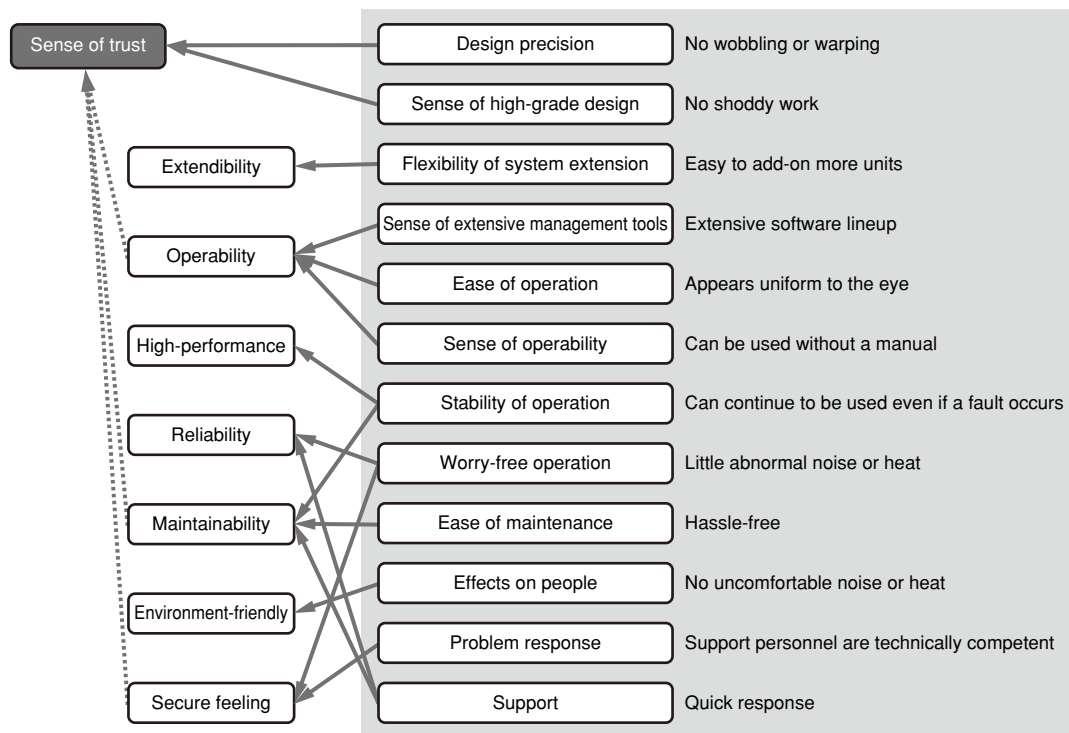 Sense of trust
Design precision
No wobbling or warping
Sense of high-grade design
No shoddy work
Extendibility
Flexibility of system extension
Easy to add-on more units
Sense of extensive management tools
Extensive software lineup
Operability
Ease of operation
Appears uniform to the eye
High-performance
Sense of operability
Can be used without a manual
Stability of operation
Can continue to be used even if a fault occurs
Reliability
Worry-free operation
Little abnormal noise or heat
Maintainability
Ease of maintenance
Hassle-free
Environment-friendly
Effects on people
No uncomfortable noise or heat
Problem response
Support personnel are technically competent
Secure feeling
Support
Quick response